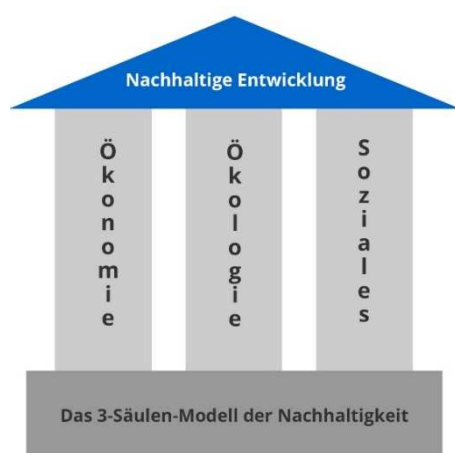 Nachhaltige Entwicklung
Ökonomie
Ökologie
Soziales
Das 3-Säulen-Modell der Nachhaltigkeit